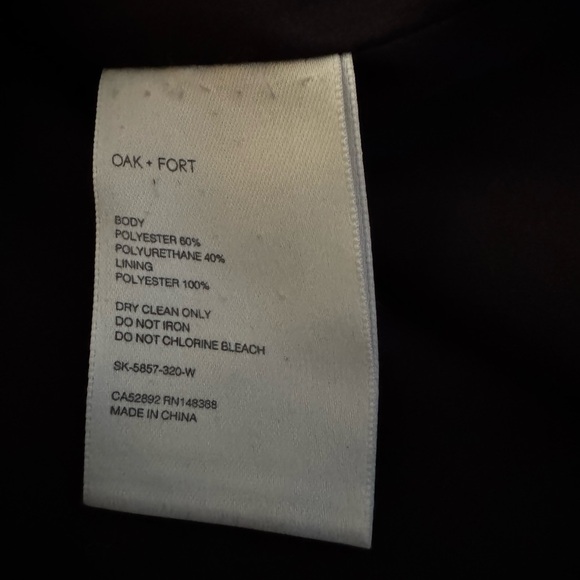 OAK + FORT
BODY
POLYESTER 60%
POLYURETHANE 40%
LINING
POLYESTER 100%
DRY CLEAN ONLY
DO NOT IRON
DO NOT CHLORINE BLEACH
SK-5857-320-W
CA52892 RN148368
MADE IN CHINA